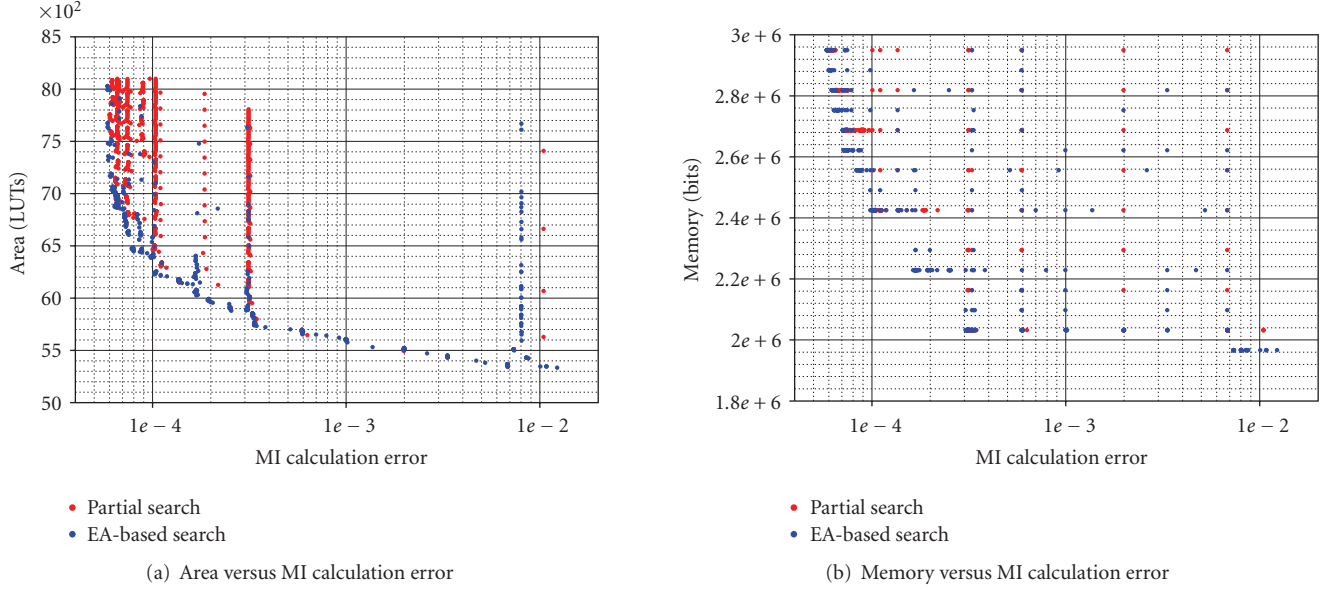 ×10²
85
80
75
70
65
60
55
50
Area (LUTs)
1e − 4
1e − 3
1e − 2
MI calculation error
Partial search
EA-based search
(a) Area versus MI calculation error
3e + 6
2.8e + 6
2.6e + 6
2.4e + 6
2.2e + 6
2e + 6
1.8e + 6
Memory (bits)
1e − 4
1e − 3
1e − 2
MI calculation error
Partial search
EA-based search
(b) Memory versus MI calculation error